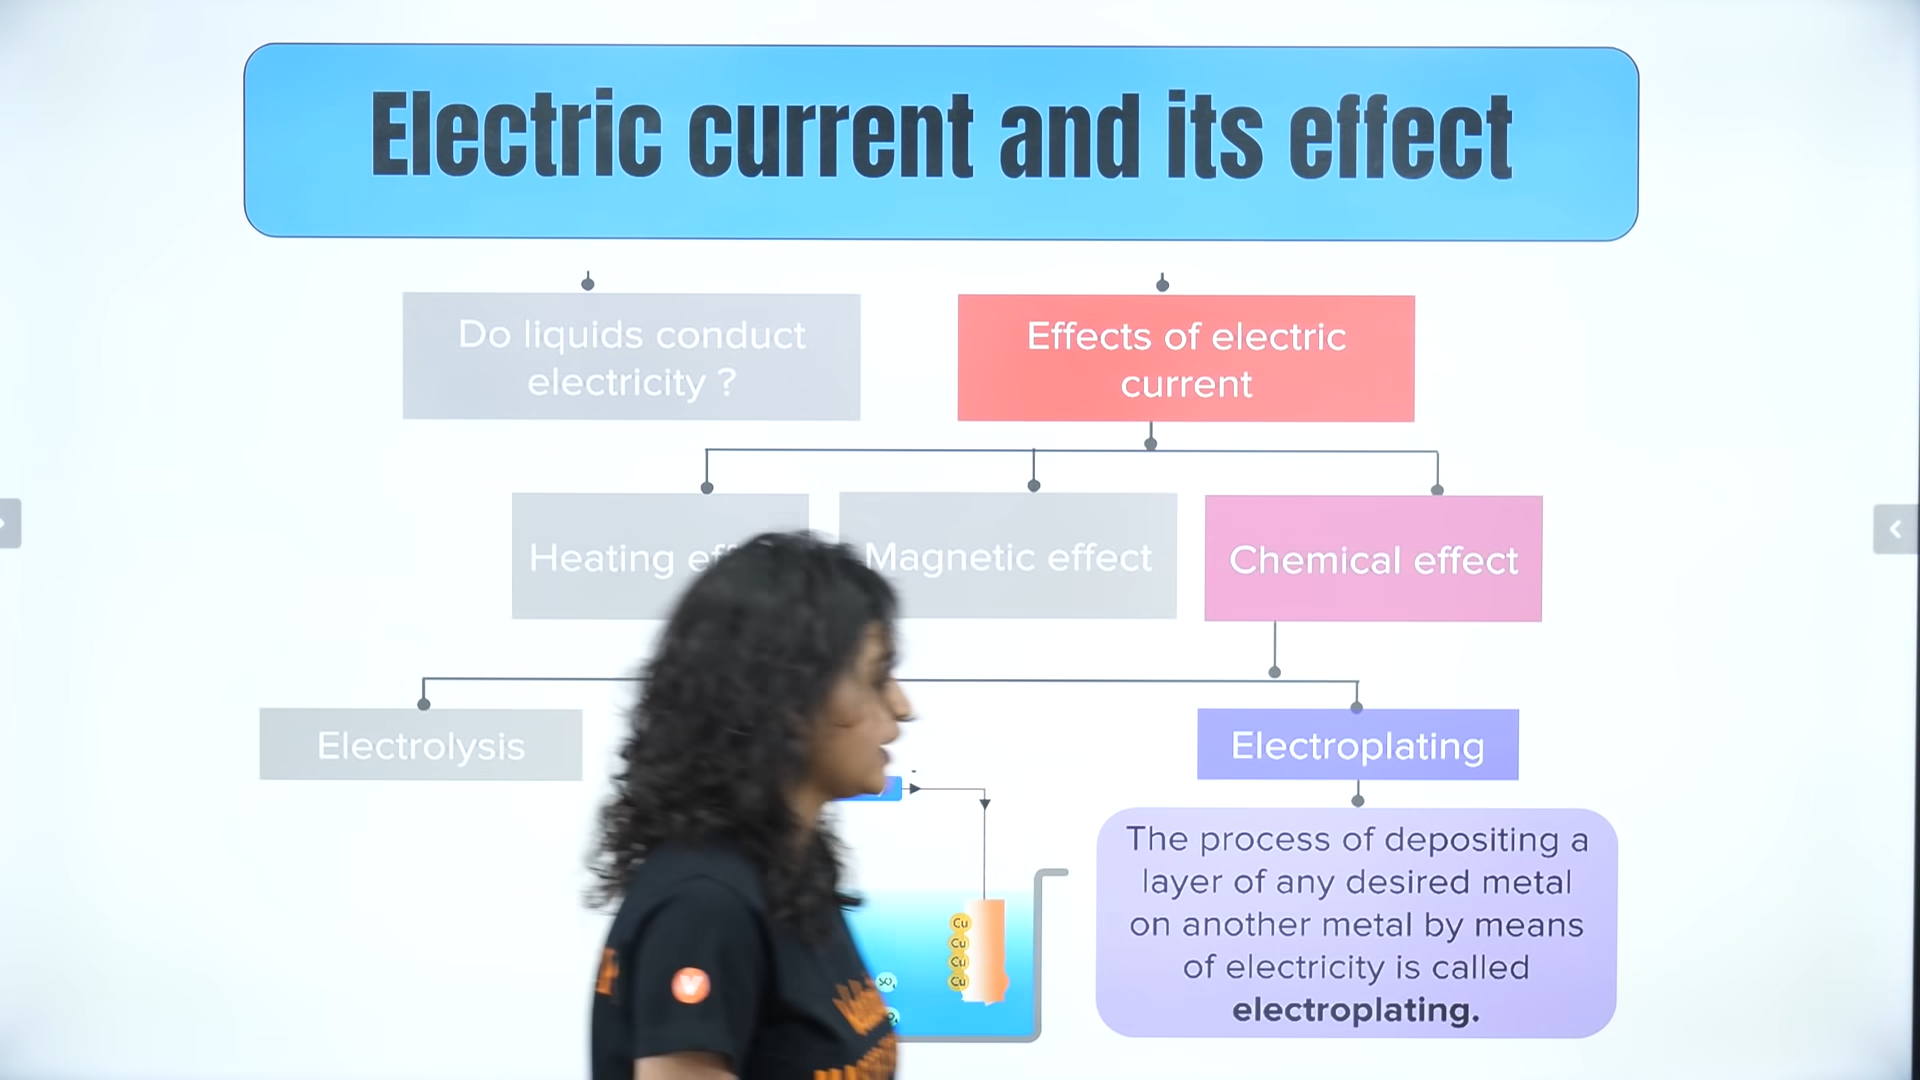 Electric current and its effect
Do liquids conduct
electricity ?
Effects of electric
current
Heating
Magnetic effect
Chemical effect
Electrolysis
Electroplating
-
The process of depositing a
layer of any desired metal
on another metal by means
of electricity is called
electroplating.
Cu
Cu
Cu
Cu
V